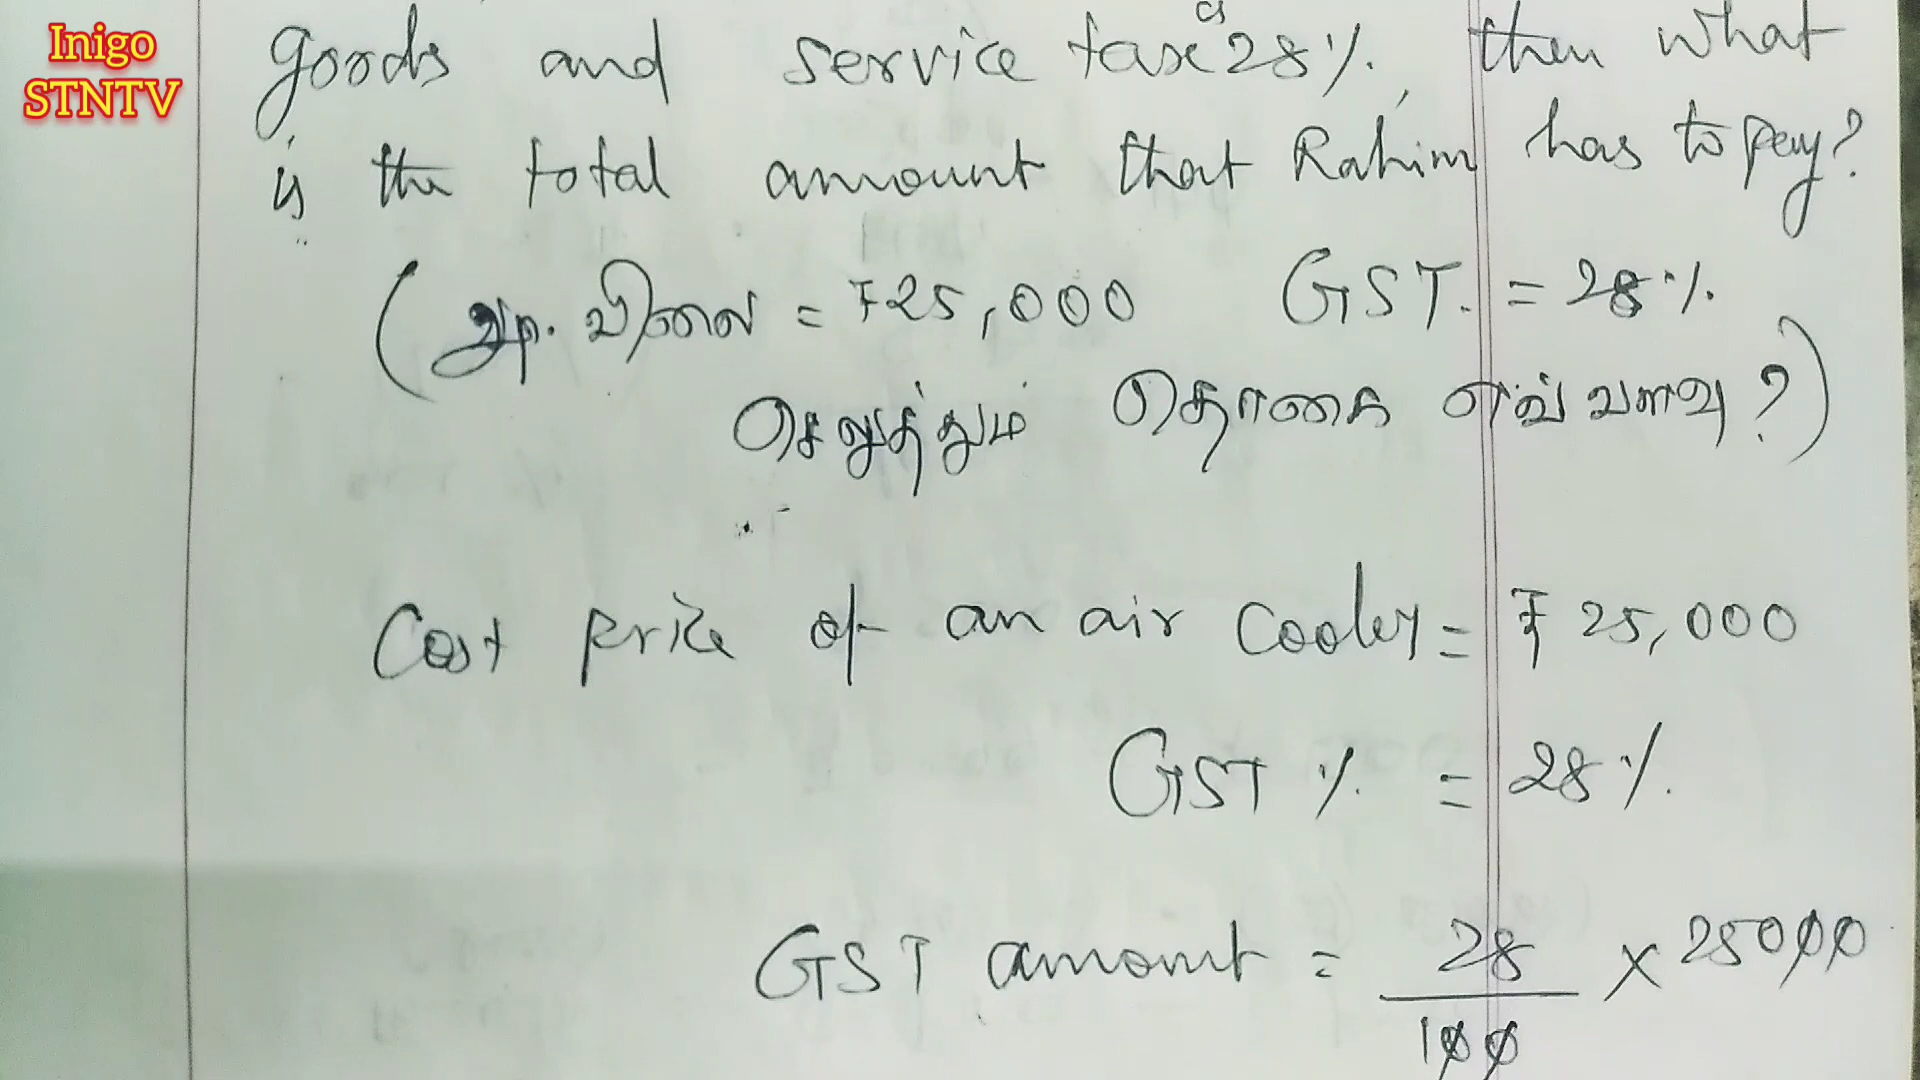 Inigo
STNTV
goods and service tax is 28%, then what
is the total amount that Rahim has to pay?
(அடி. விலை = ₹25,000 GST. = 28%
செலுத்தும் தொகை எவ்வளவு?)
Cost price of an air cooler = ₹ 25,000
GST % = 28%
GST amount = 28 × 25000
100